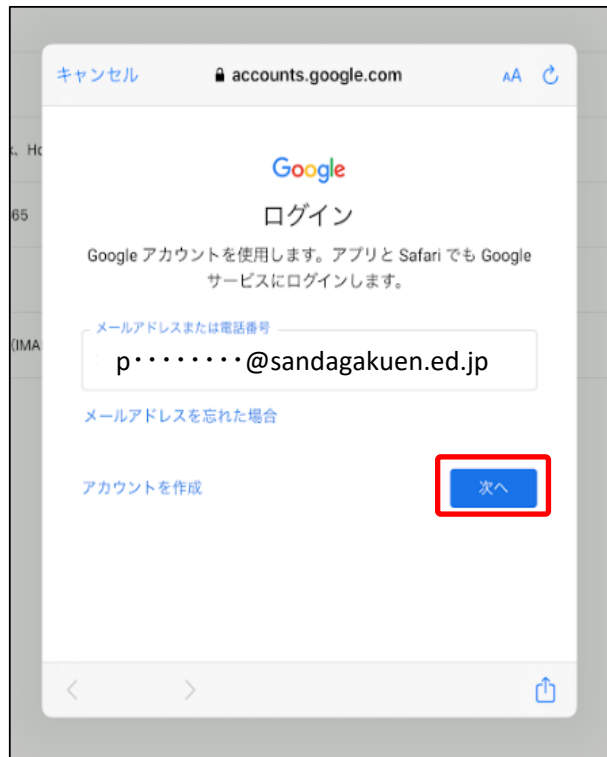 キャンセル accounts.google.com AA
k、Ho
Google
65
ログイン
Google アカウントを使用します。アプリと Safari でも Google
サービスにログインします。
メールアドレスまたは電話番号
(IMA
p・・・・・・・・@sandagakuen.ed.jp
メールアドレスを忘れた場合
アカウントを作成 次へ